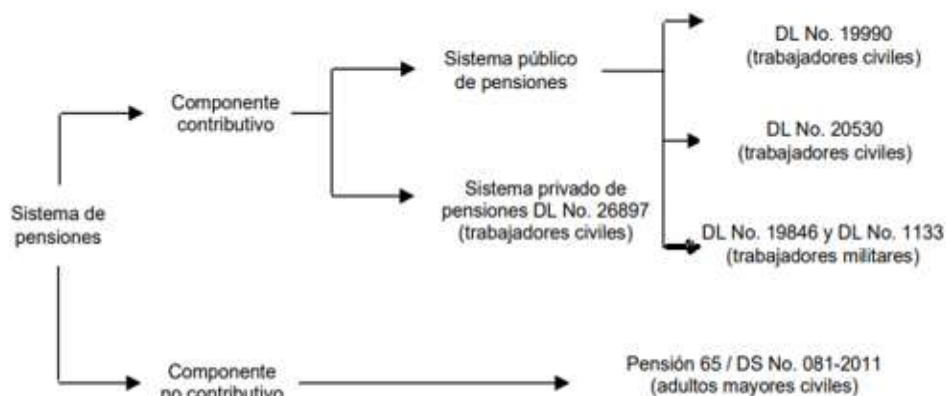 Sistema de
pensiones
Componente
contributivo
Sistema público
de pensiones
DL No. 19990
(trabajadores civiles)
DL No. 20530
(trabajadores civiles)
DL No. 19846 y DL No. 1133
(trabajadores militares)
Sistema privado de
pensiones DL No. 26897
(trabajadores civiles)
Componente
no contributivo
Pensión 65 / DS No. 081-2011
(adultos mayores civiles)